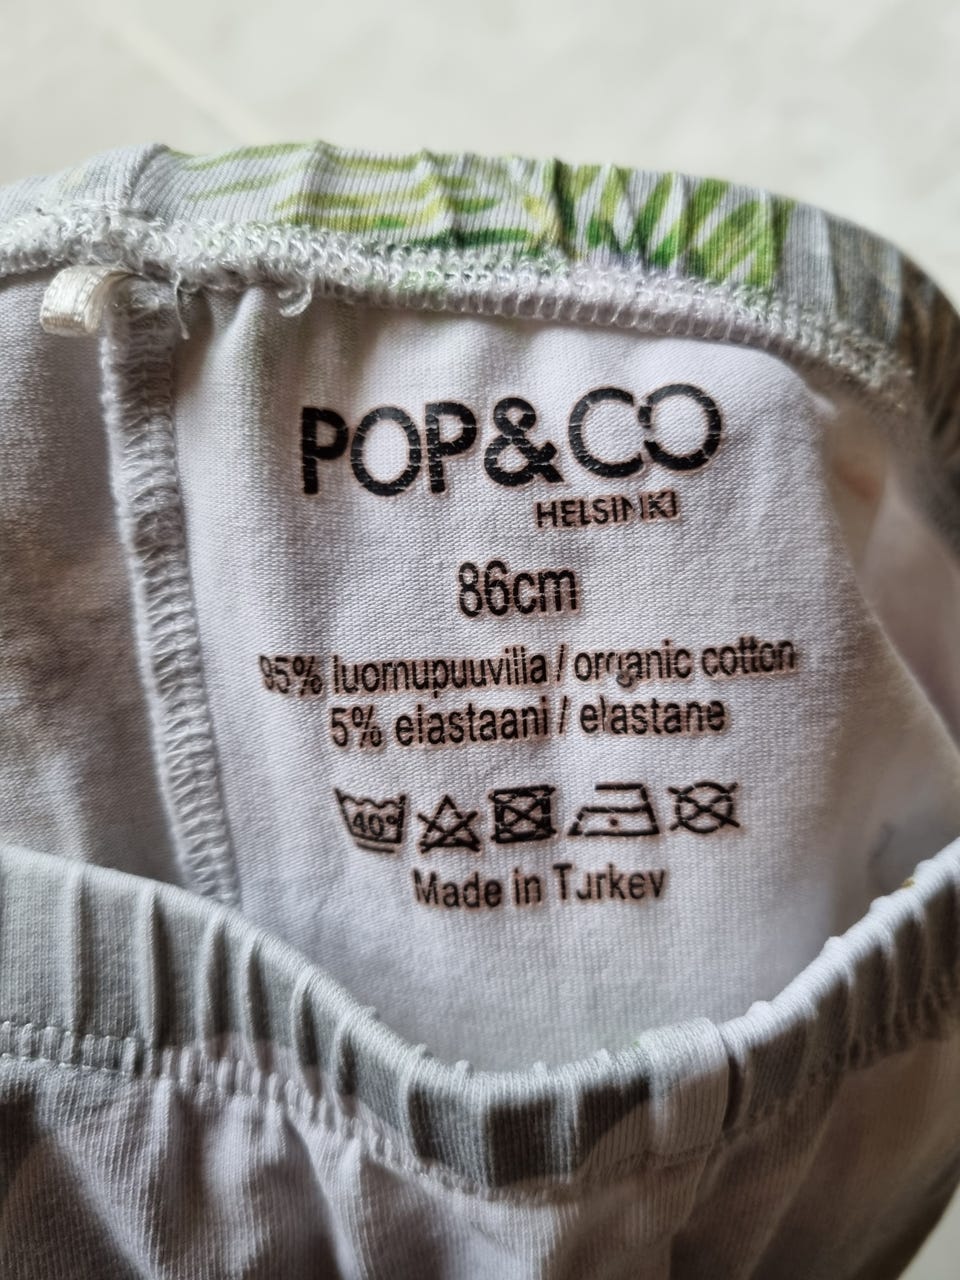 POP&CO
HELSINKI
86cm
95% luomupuuvilla / organic cotton
5% elastaani / elastane
40°
Made in Turkey